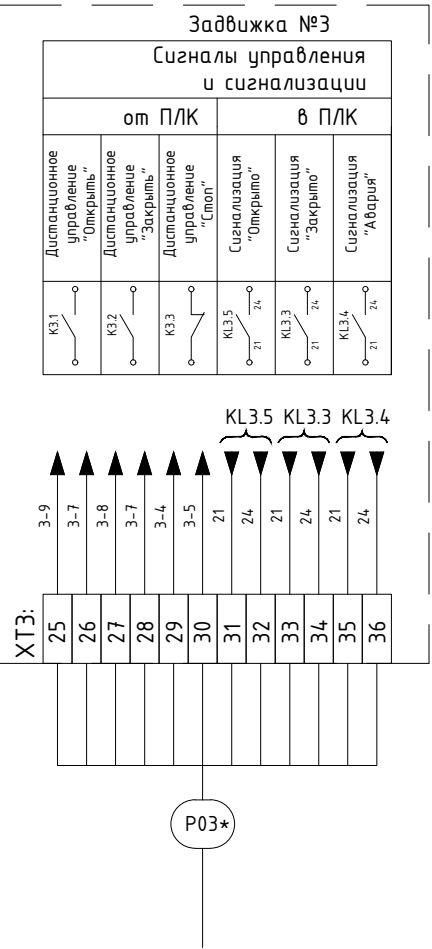 Задвижка №3
Сигналы управления
и сигнализации
от ПЛК
в ПЛК
Дистанционное
управление
"Открыть"
Дистанционное
управление
"Закрыть"
Дистанционное
управление
"Стоп"
Сигнализация
"Открыто"
Сигнализация
"Закрыто"
Сигнализация
"Авария"
К3.1
К3.2
К3.3
KL3.5
21
24
KL3.3
21
24
KL3.4
21
24
KL3.5 KL3.3 KL3.4
3-9
3-7
3-8
3-7
3-4
3-5
21
24
21
24
21
24
ХТ3:
25
26
27
28
29
30
31
32
33
34
35
36
Р03*